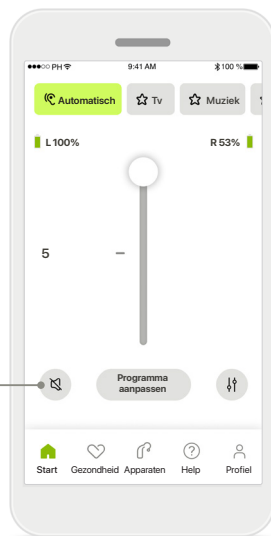 PH 9:41 AM 100 %
Automatisch Tv Muziek
L 100% R 53%
5 –
Programma
aanpassen
Start Gezondheid Apparaten Help Profiel